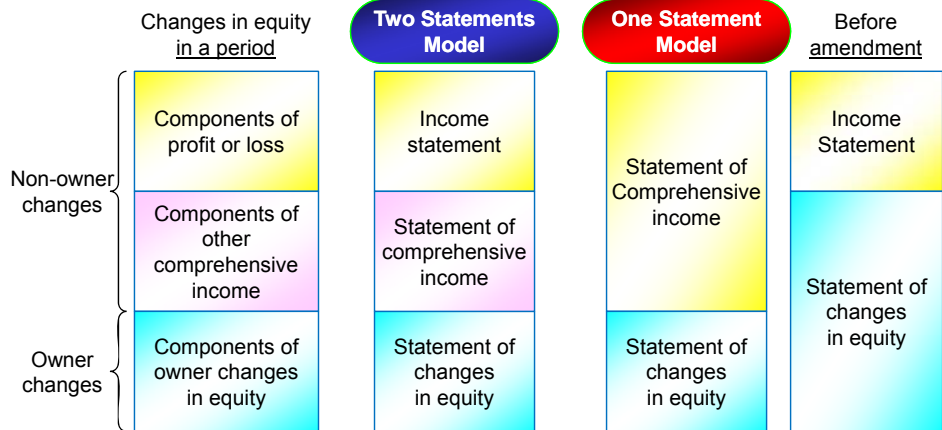 Changes in equity
in a period
Two Statements
Model
One Statement
Model
Before
amendment
Non-owner
changes
Owner
changes
Components of
profit or loss
Components of
other
comprehensive
income
Components of
owner changes
in equity
Income
statement
Statement of
comprehensive
income
Statement of
changes
in equity
Statement of
Comprehensive
income
Statement of
changes
in equity
Income
Statement
Statement of
changes
in equity